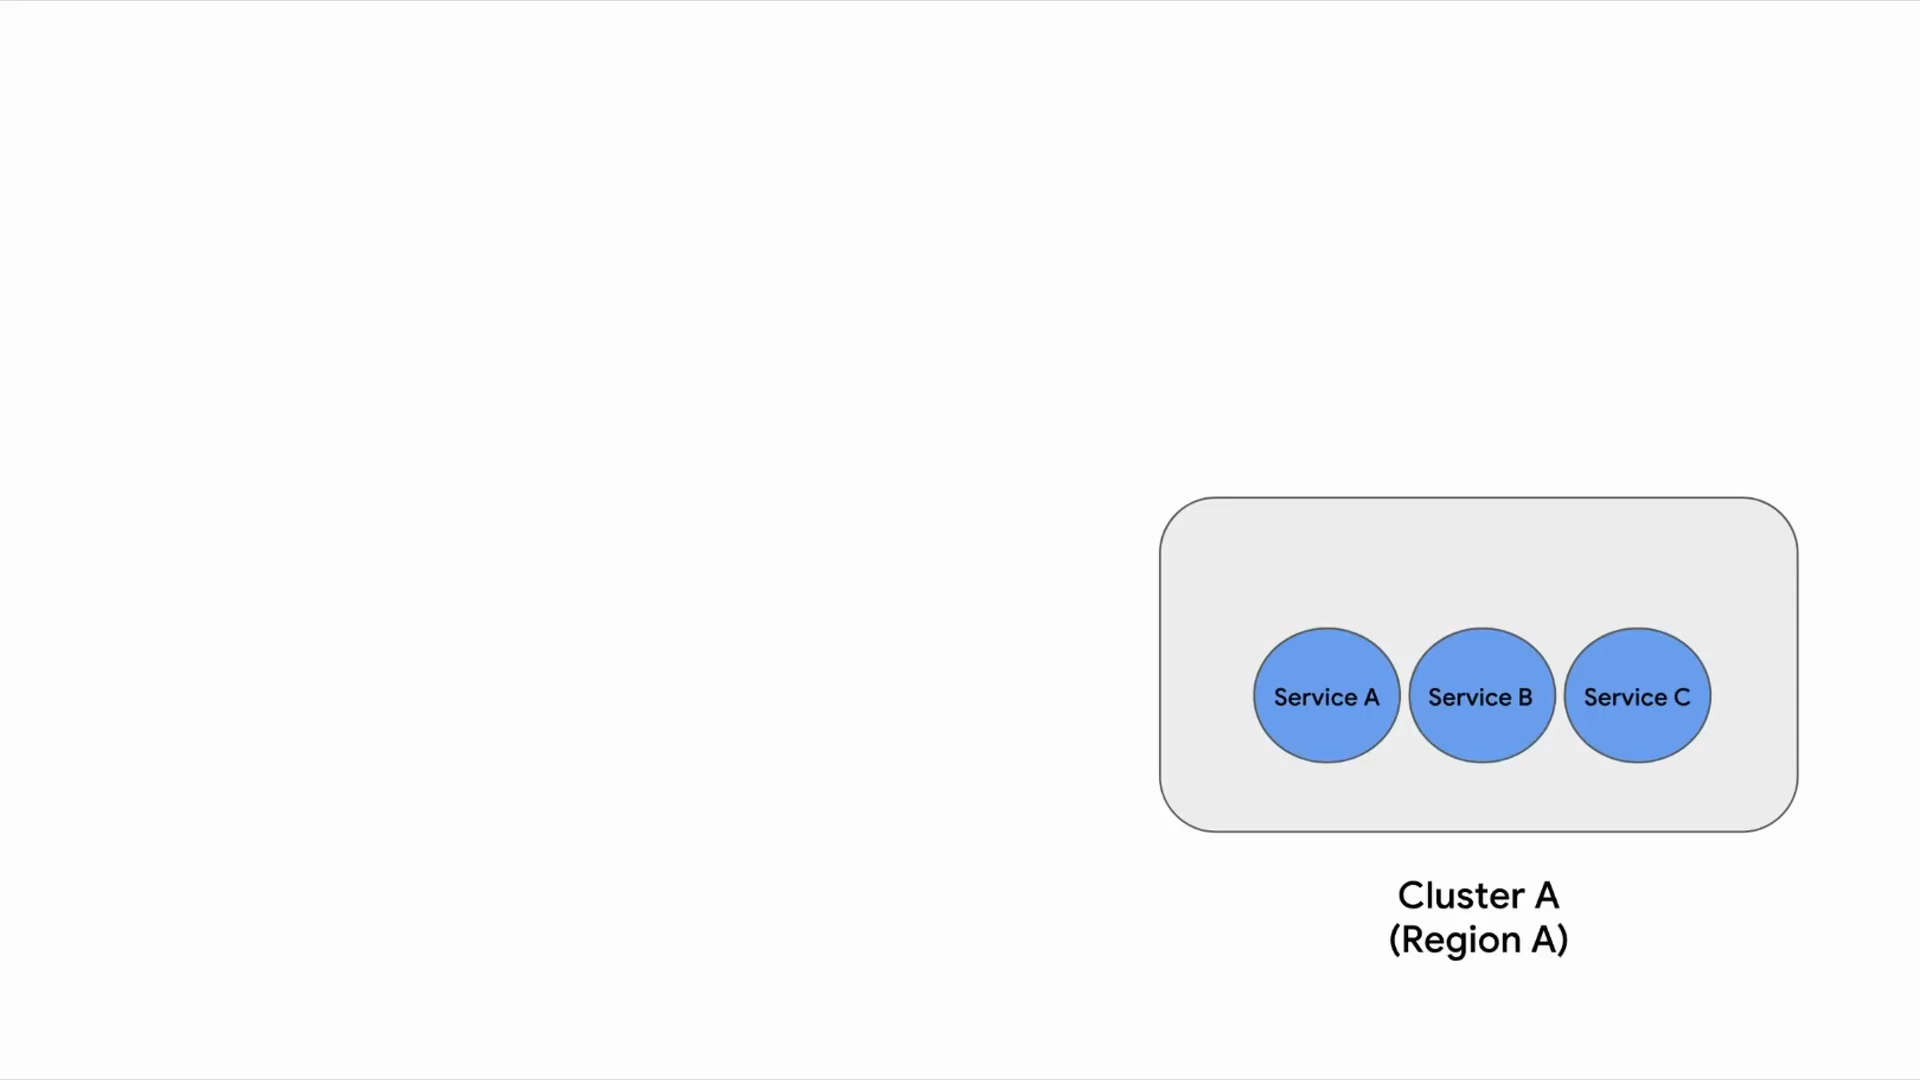 Service A
Service B
Service C
Cluster A
(Region A)